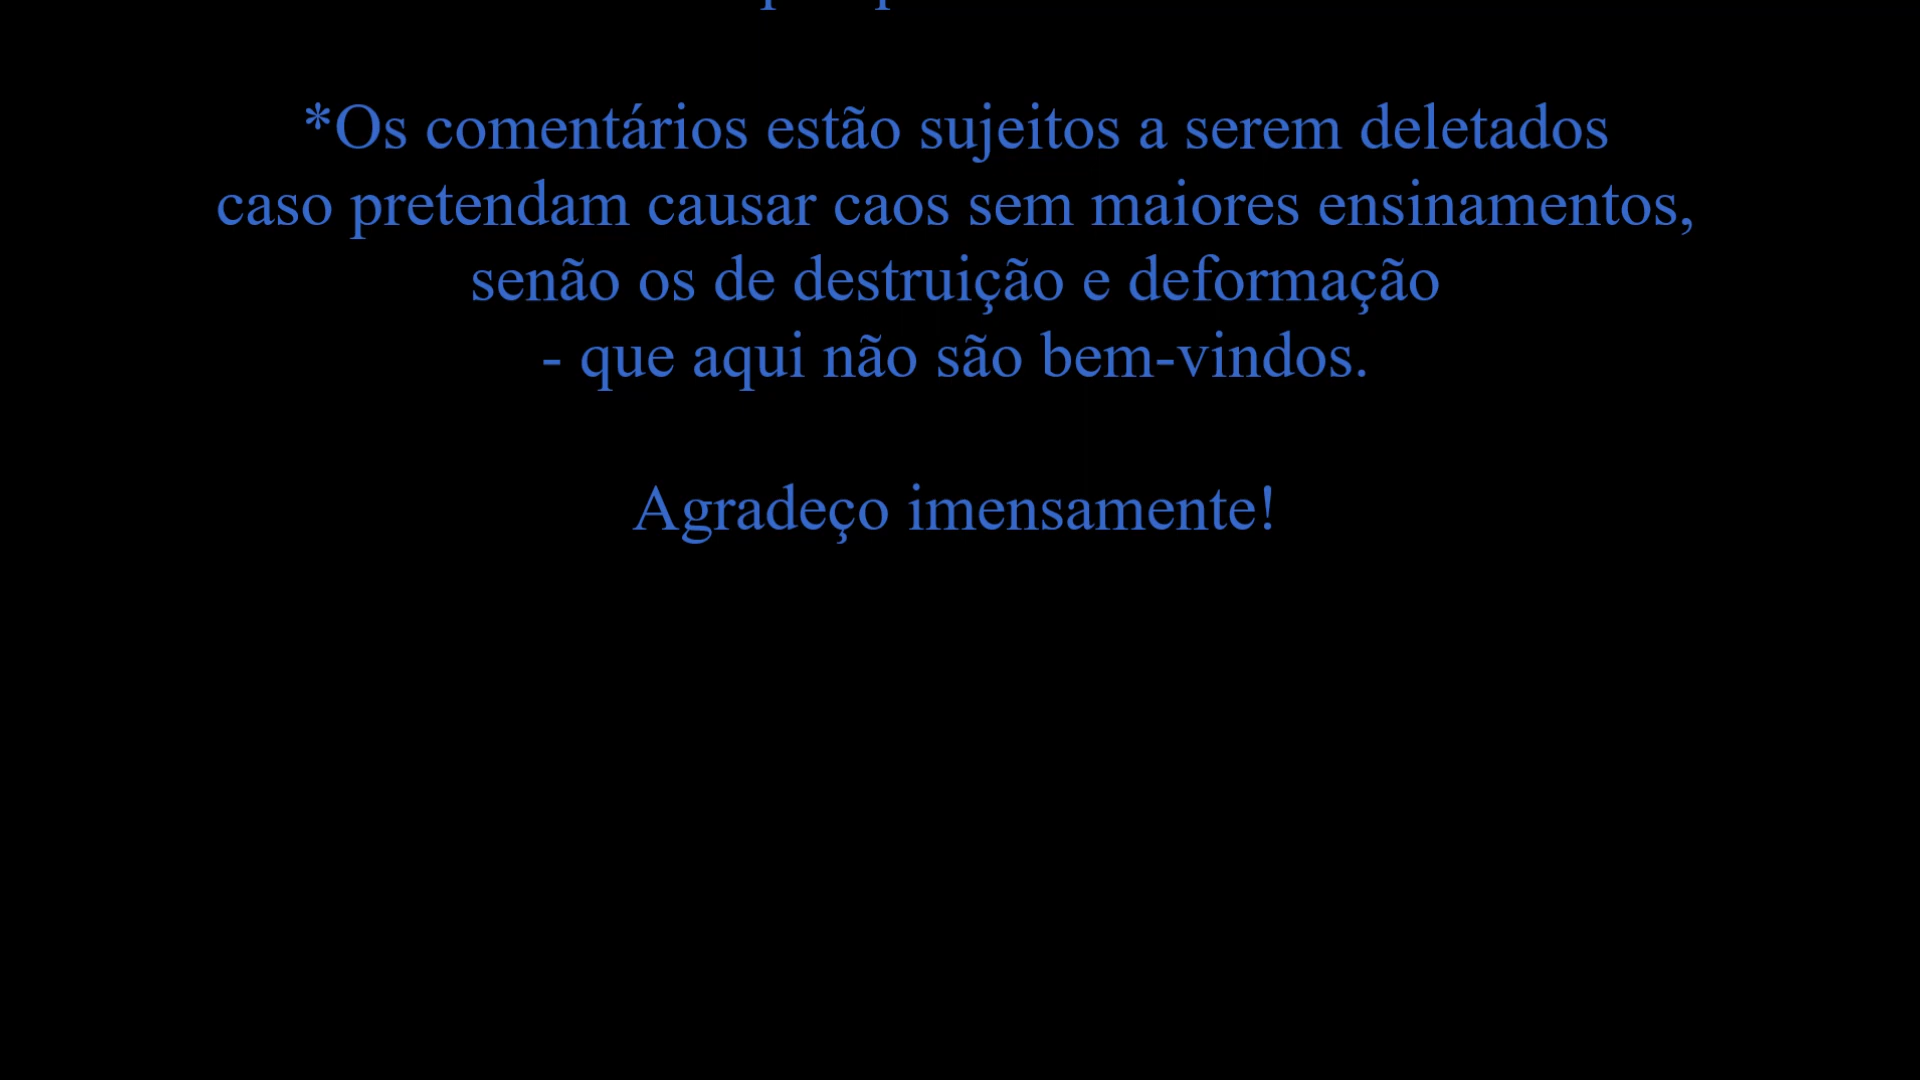 *Os comentários estão sujeitos a serem deletados
caso pretendam causar caos sem maiores ensinamentos,
senão os de destruição e deformação
- que aqui não são bem-vindos.
Agradeço imensamente!